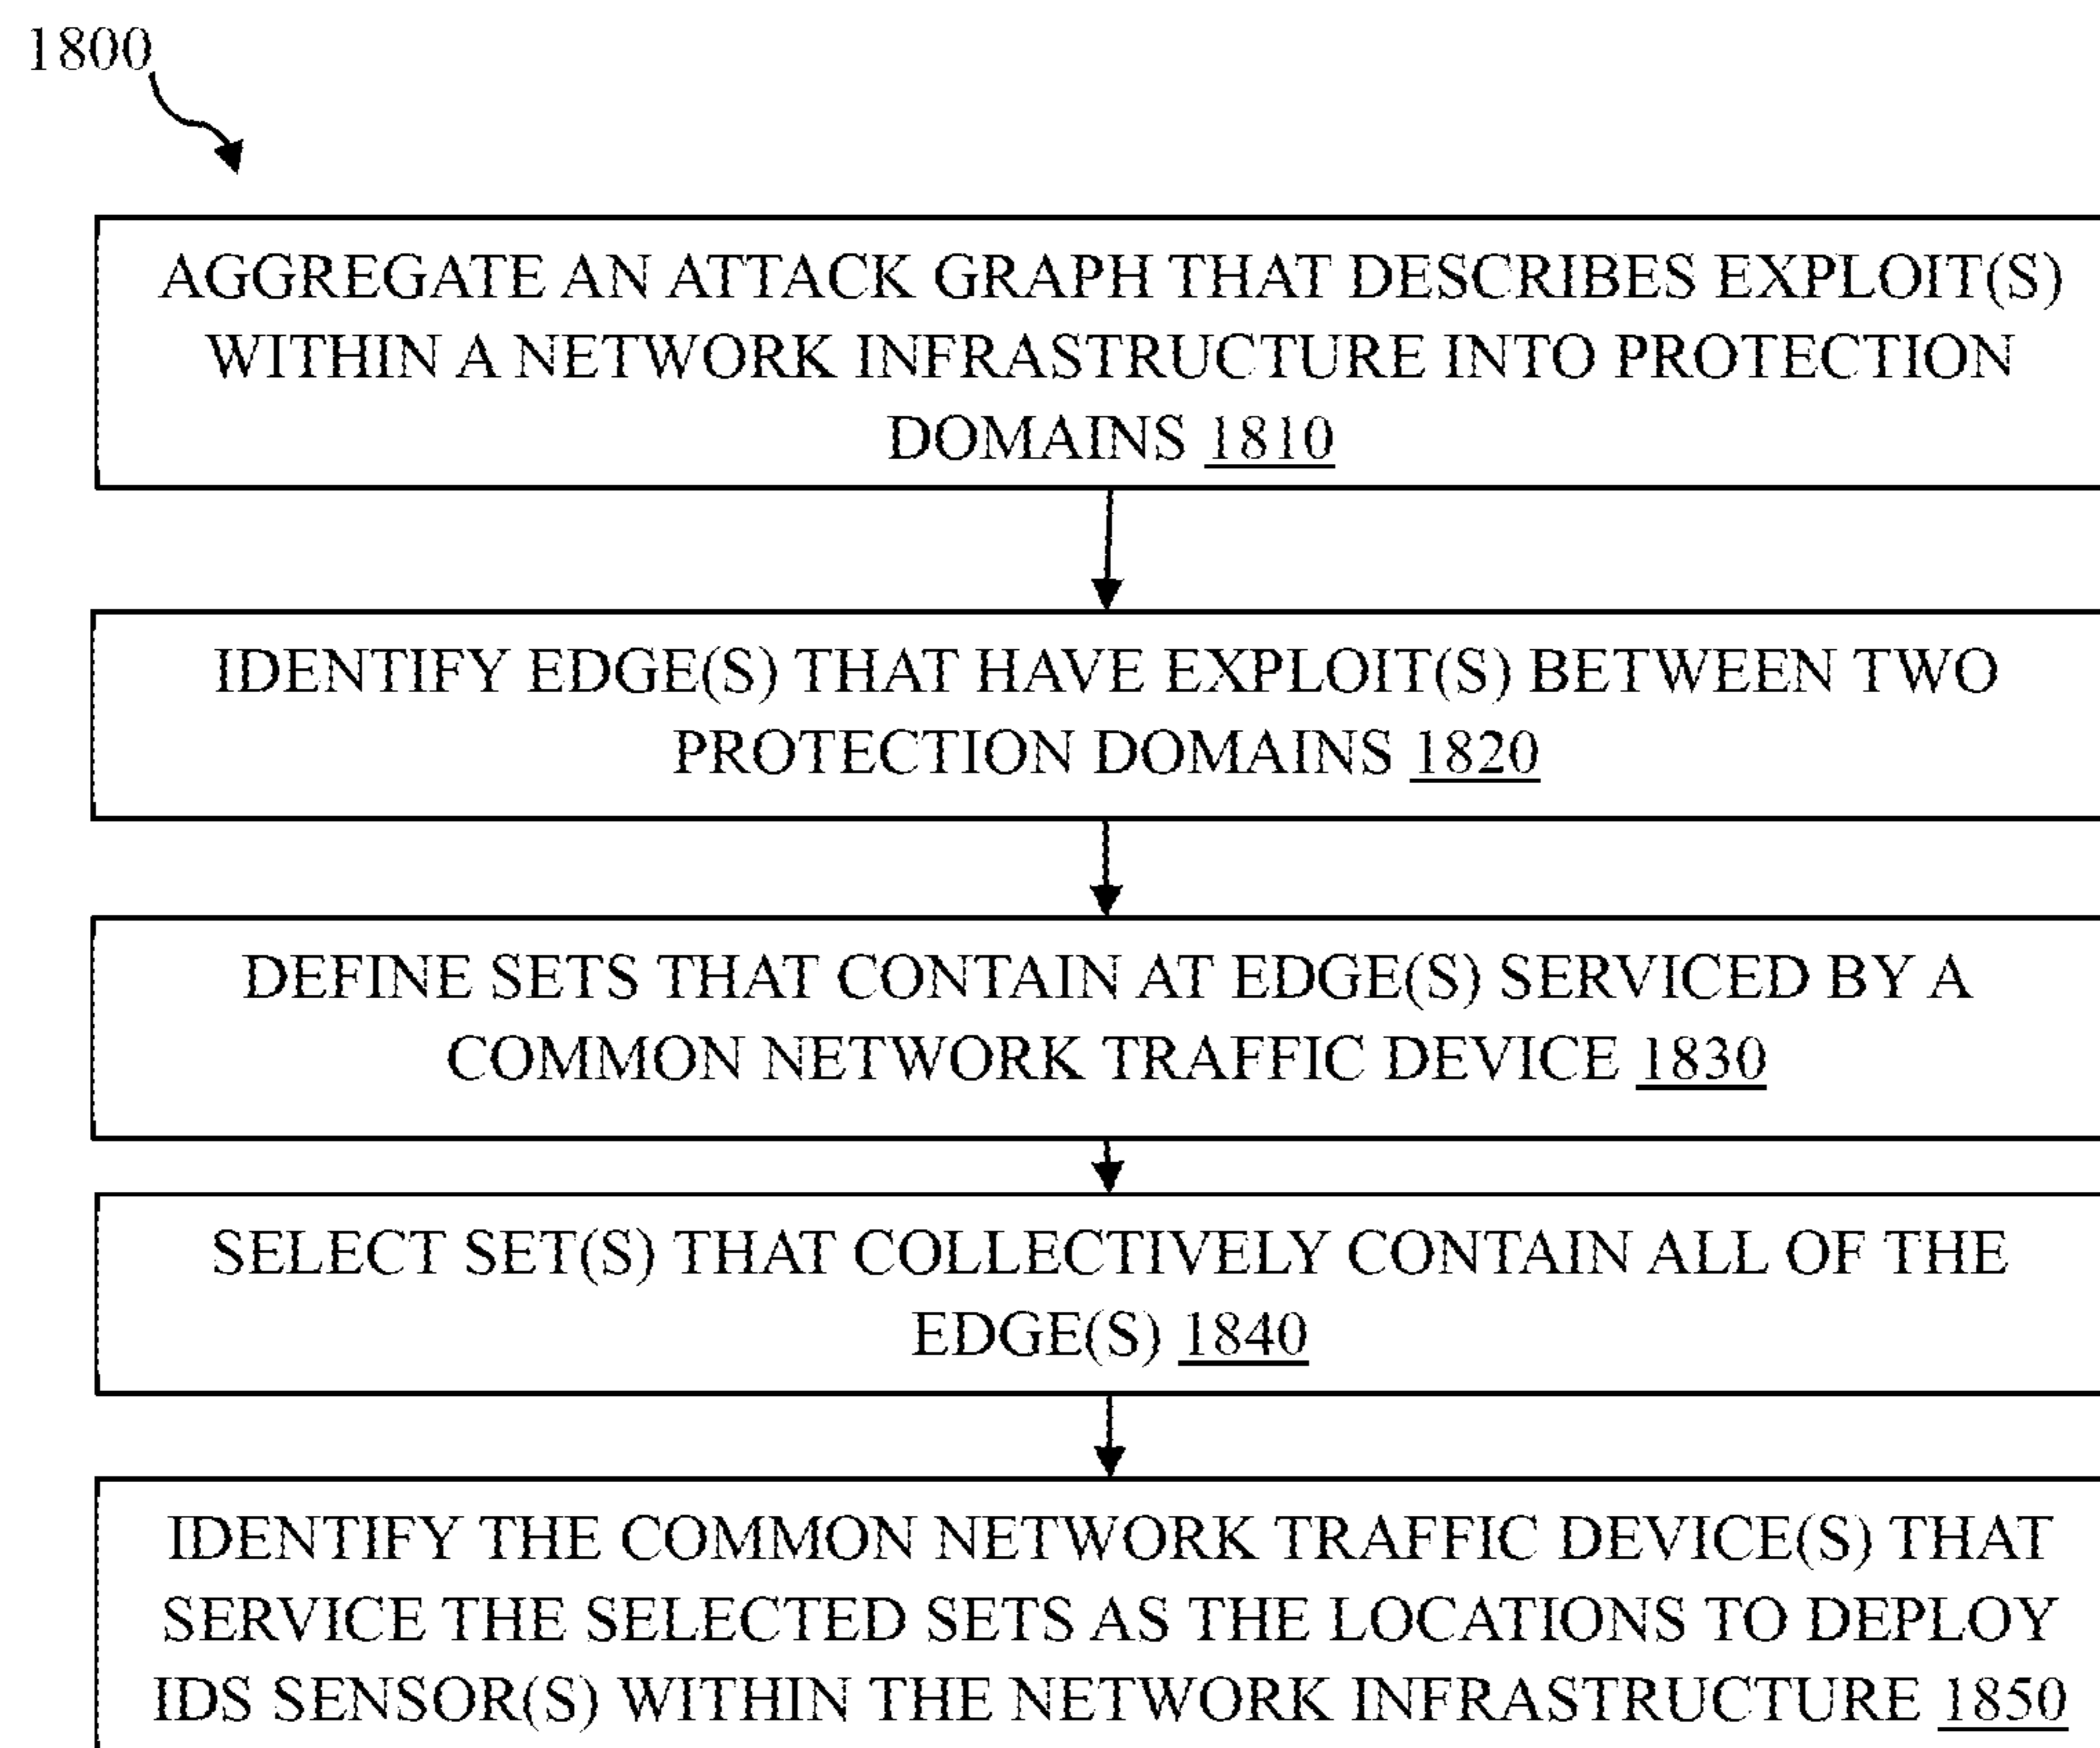 1800
AGGREGATE AN ATTACK GRAPH THAT DESCRIBES EXPLOIT(S)
WITHIN A NETWORK INFRASTRUCTURE INTO PROTECTION
DOMAINS 1810
IDENTIFY EDGE(S) THAT HAVE EXPLOIT(S) BETWEEN TWO
PROTECTION DOMAINS 1820
DEFINE SETS THAT CONTAIN AT EDGE(S) SERVICED BY A
COMMON NETWORK TRAFFIC DEVICE 1830
SELECT SET(S) THAT COLLECTIVELY CONTAIN ALL OF THE
EDGE(S) 1840
IDENTIFY THE COMMON NETWORK TRAFFIC DEVICE(S) THAT
SERVICE THE SELECTED SETS AS THE LOCATIONS TO DEPLOY
IDS SENSOR(S) WITHIN THE NETWORK INFRASTRUCTURE 1850